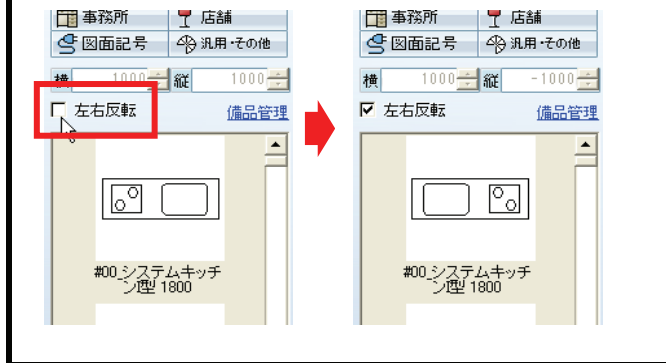 事務所 店舗
図面記号 汎用・その他
横 1000 縦 1000
左右反転 備品管理
#00_システムキッチ
ンI型 1800
事務所 店舗
図面記号 汎用・その他
横 1000 縦 -1000
左右反転 備品管理
#00_システムキッチ
ンI型 1800